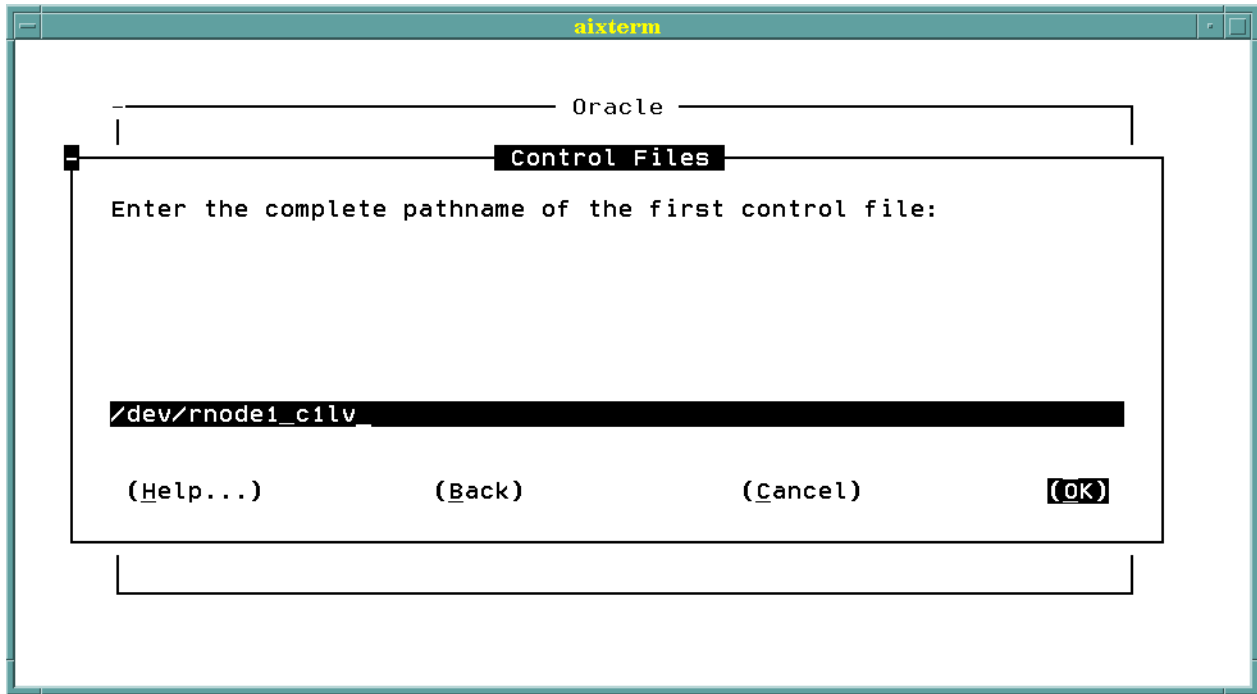 aixterm
Oracle
Control Files
Enter the complete pathname of the first control file:
/dev/rnode1_c1lv_
(Help...) (Back) (Cancel) (OK)